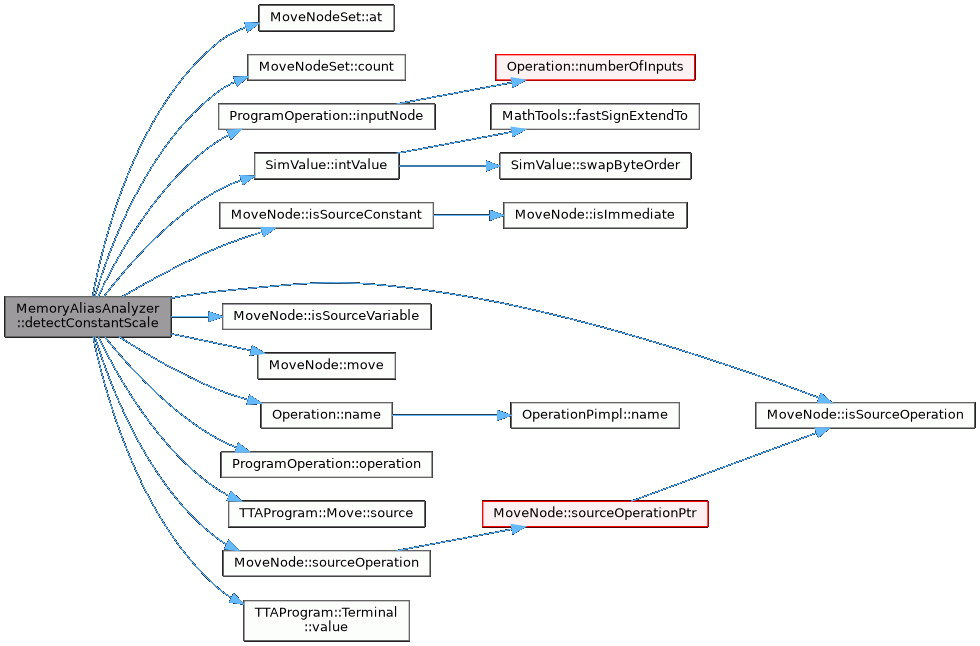 MoveNodeSet::at
MoveNodeSet::count
Operation::numberOfInputs
ProgramOperation::inputNode
MathTools::fastSignExtendTo
SimValue::intValue
SimValue::swapByteOrder
MoveNode::isSourceConstant
MoveNode::isImmediate
MemoryAliasAnalyzer
::detectConstantScale
MoveNode::isSourceVariable
MoveNode::move
Operation::name
OperationPimpl::name
MoveNode::isSourceOperation
ProgramOperation::operation
TTAProgram::Move::source
MoveNode::sourceOperationPtr
MoveNode::sourceOperation
TTAProgram::Terminal
::value